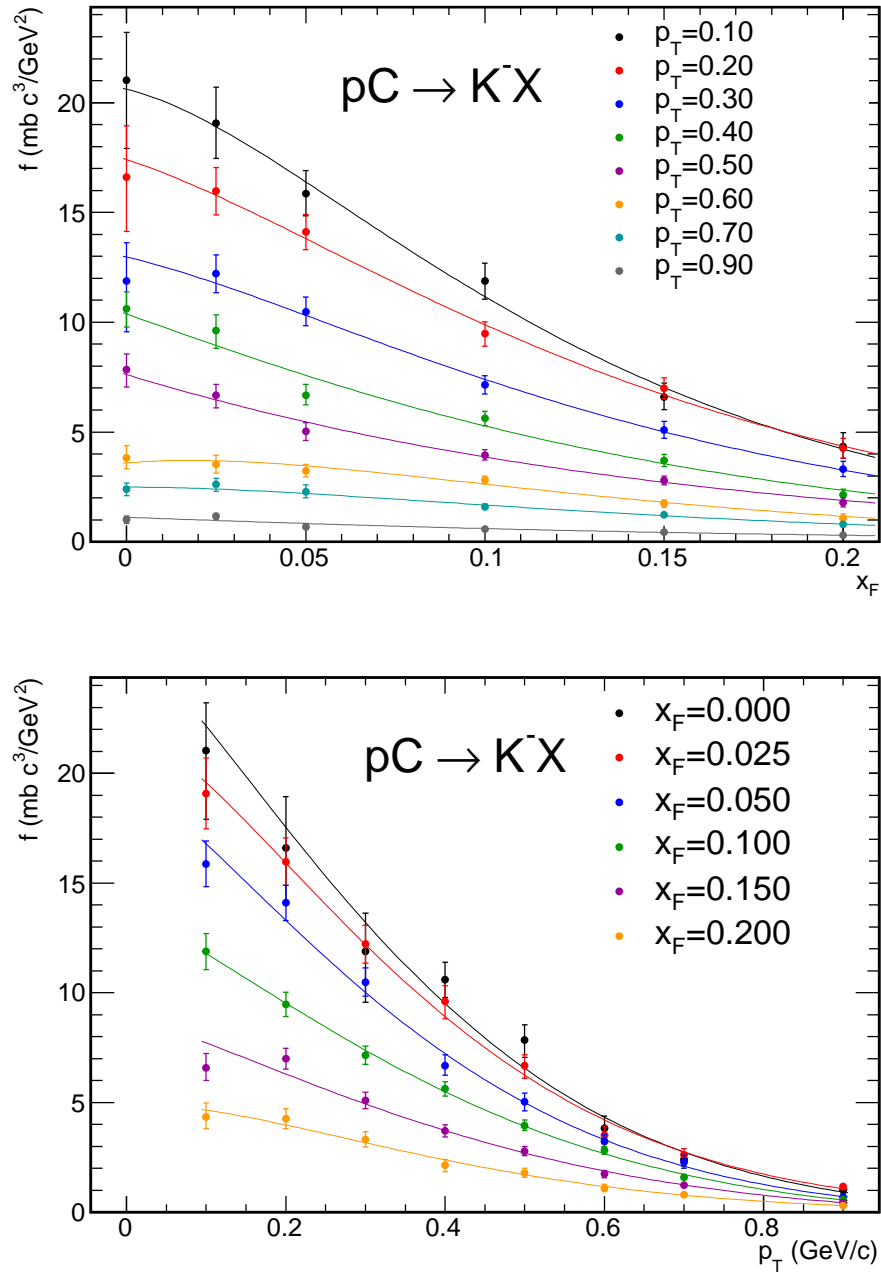 f (mb c³/GeV²)
pC → K⁻X
p_T=0.10
p_T=0.20
p_T=0.30
p_T=0.40
p_T=0.50
p_T=0.60
p_T=0.70
p_T=0.90
20
15
10
5
0
0 0.05 0.1 0.15 0.2
x_F
f (mb c³/GeV²)
pC → K⁻X
x_F=0.000
x_F=0.025
x_F=0.050
x_F=0.100
x_F=0.150
x_F=0.200
20
15
10
5
0
0 0.2 0.4 0.6 0.8
p_T (GeV/c)